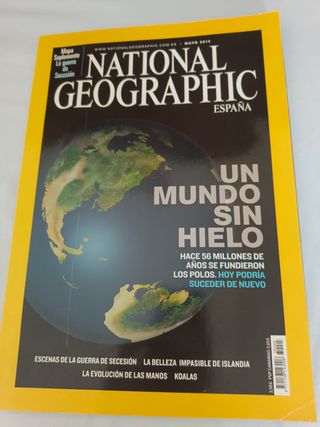 Mapa
Suplemento
La guerra
de
Secesión
WWW.NATIONALGEOGRAPHIC.COM.ES | MAYO 2012
NATIONAL
GEOGRAPHIC
ESPAÑA
UN
MUNDO
SIN
HIELO
HACE 56 MILLONES DE
AÑOS SE FUNDIERON
LOS POLOS. HOY PODRÍA
SUCEDER DE NUEVO
ESCENAS DE LA GUERRA DE SECESIÓN LA BELLEZA IMPASIBLE DE ISLANDIA
LA EVOLUCIÓN DE LAS MANOS KOALAS